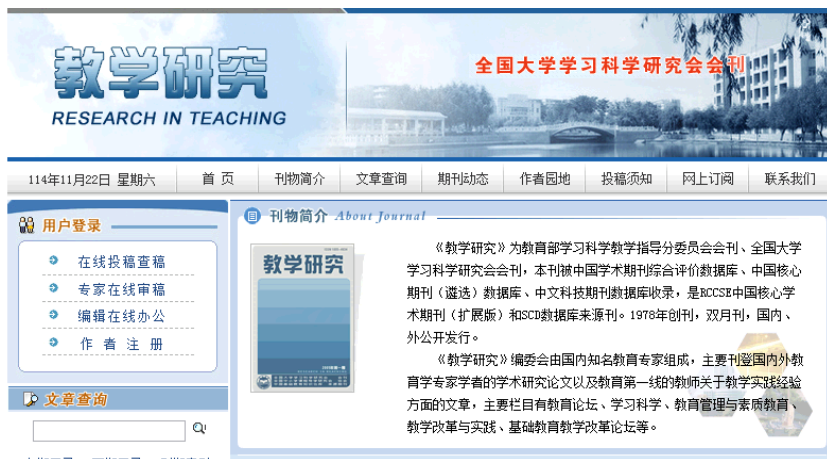 教学研究
RESEARCH IN TEACHING
全国大学学习科学研究会会刊
114年11月22日 星期六
首 页
刊物简介
文章查询
期刊动态
作者园地
投稿须知
网上订阅
联系我们
用户登录
在线投稿查稿
专家在线审稿
编辑在线办公
作 者 注 册
文章查询
刊物简介 About Journal
教学研究
《教学研究》为教育部学习科学教学指导分委员会会刊、全国大学
学习科学研究会会刊，本刊被中国学术期刊综合评价数据库、中国核心
期刊（遴选）数据库、中文科技期刊数据库收录，是RCCSE中国核心学
术期刊（扩展版）和SCD数据库来源刊。1978年创刊，双月刊，国内、
外公开发行。
《教学研究》编委会由国内知名教育专家组成，主要刊登国内外教
育学专家学者的学术研究论文以及教育第一线的教师关于教学实践经验
方面的文章，主要栏目有教育论坛、学习科学、教育管理与素质教育、
教学改革与实践、基础教育教学改革论坛等。